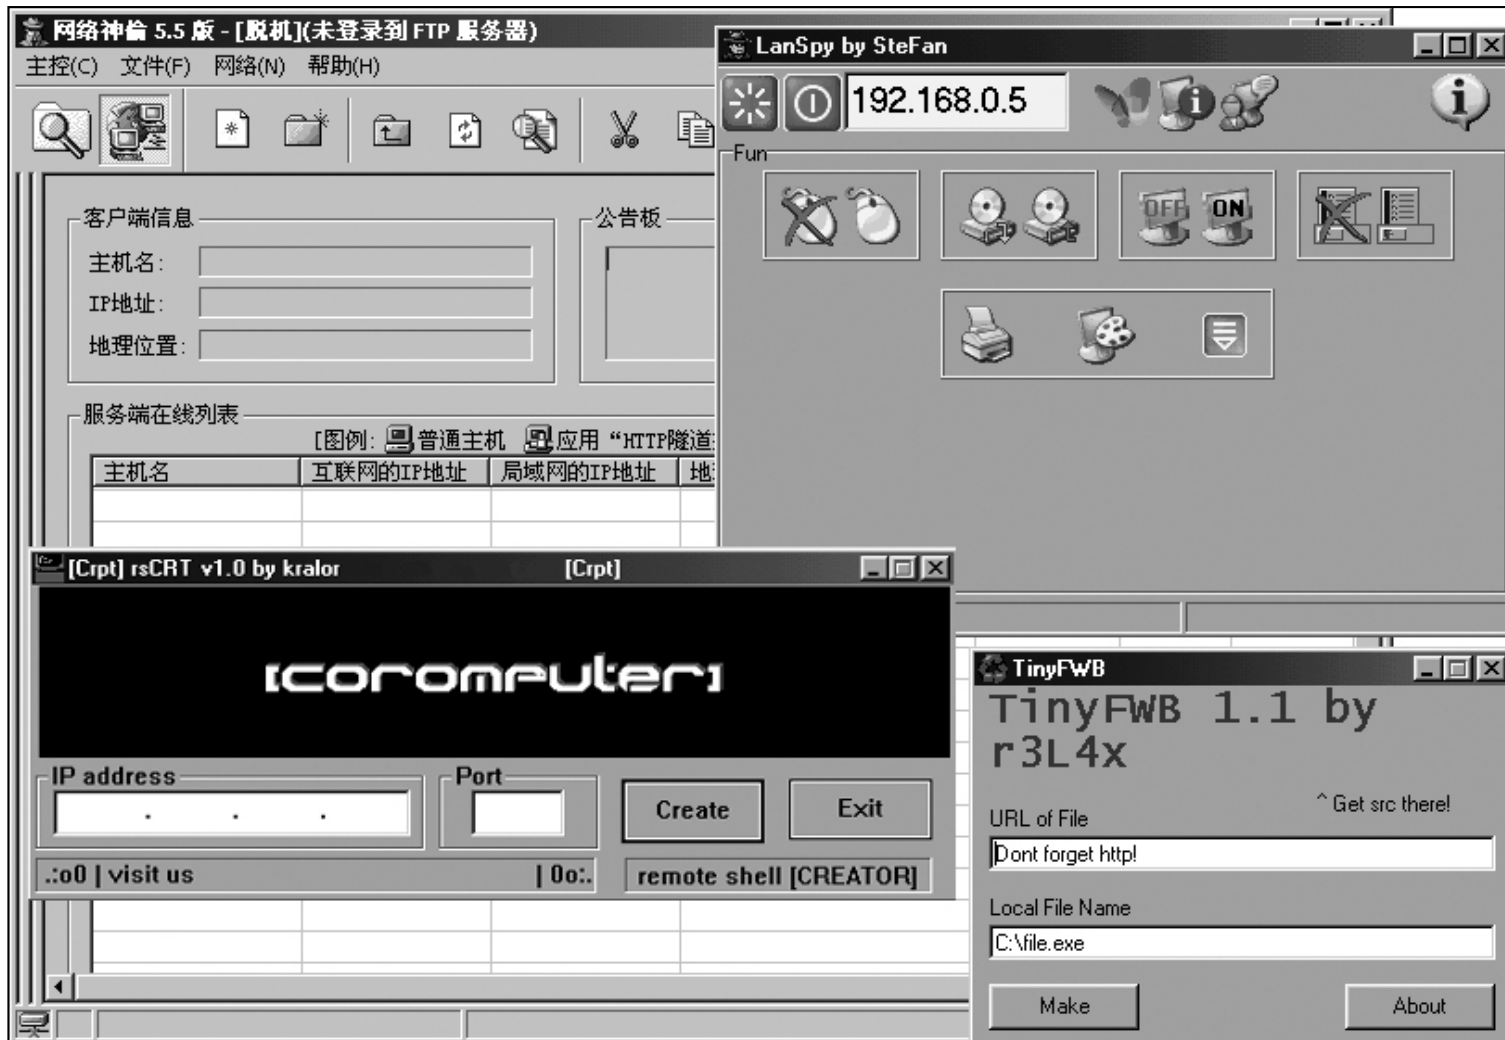 网络神偷 5.5 版 - [脱机](未登录到 FTP 服务器)
主控(C) 文件(F) 网络(N) 帮助(H)
客户端信息
主机名:
IP地址:
地理位置:
公告板
服务端在线列表
[图例: 普通主机 应用 “HTTP隧道
主机名 互联网的IP地址 局域网的IP地址 地
LanSpy by SteFan
192.168.0.5
Fun
OFF ON
[Crpt] rsCRT v1.0 by kralor [Crpt]
[coromputer]
IP address
Port
. . .
Create
Exit
.:o0 | visit us | 0o:.
remote shell [CREATOR]
TinyFWB
TinyFWB 1.1 by
r3L4x
^ Get src there!
URL of File
Dont forget http!
Local File Name
C:\file.exe
Make
About